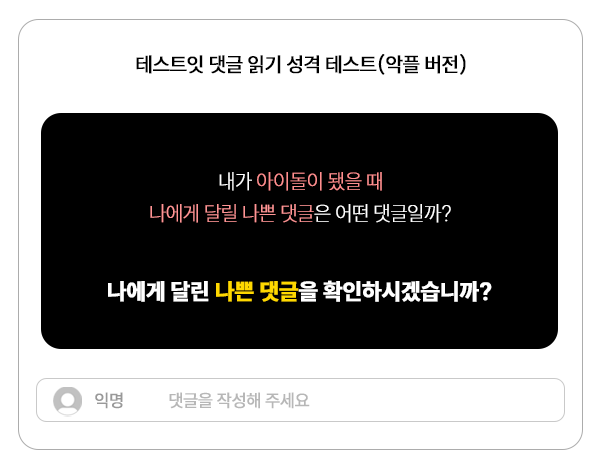 테스트잇 댓글 읽기 성격 테스트(악플 버전)
내가 아이돌이 됐을 때
나에게 달릴 나쁜 댓글은 어떤 댓글일까?
나에게 달린 나쁜 댓글을 확인하시겠습니까?
익명 댓글을 작성해 주세요